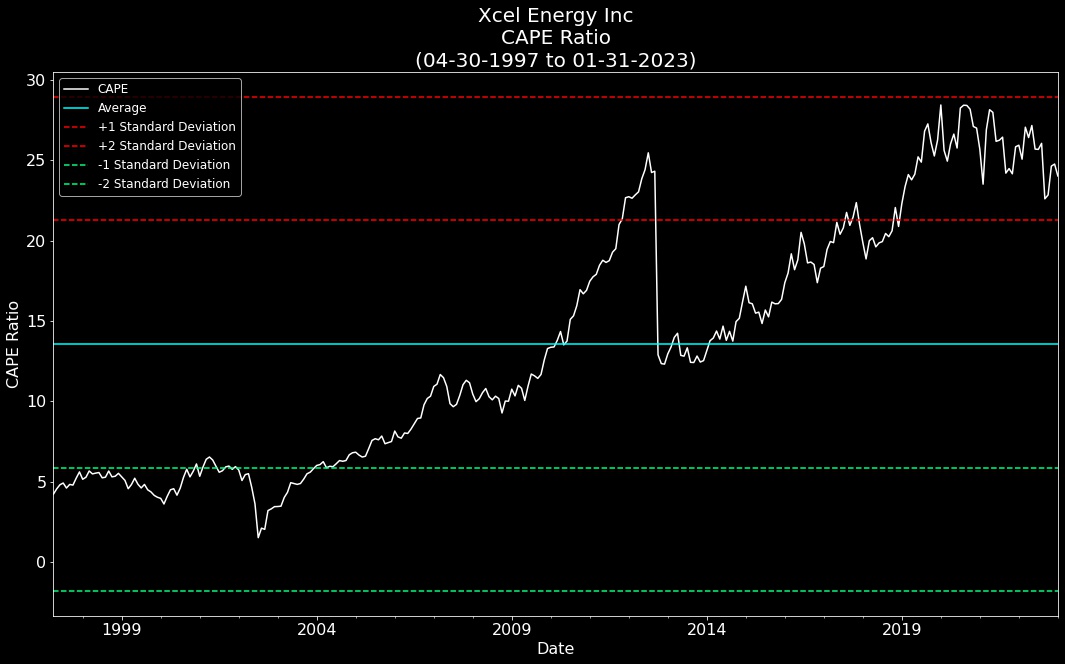 Xcel Energy Inc
CAPE Ratio
(04-30-1997 to 01-31-2023)
CAPE
Average
+1 Standard Deviation
+2 Standard Deviation
-1 Standard Deviation
-2 Standard Deviation
30
25
20
15
10
5
0
CAPE Ratio
1999
2004
2009
2014
2019
Date